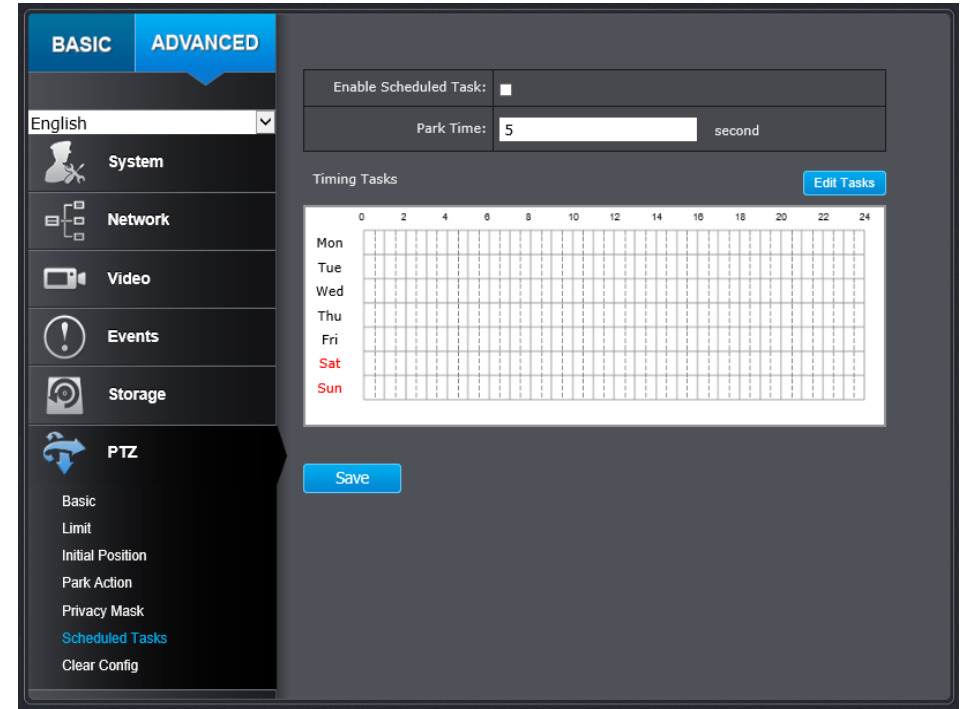 BASIC ADVANCED
English
System
Network
Video
Events
Storage
PTZ
Basic
Limit
Initial Position
Park Action
Privacy Mask
Scheduled Tasks
Clear Config
Enable Scheduled Task:
Park Time: 5 second
Timing Tasks Edit Tasks
0 2 4 6 8 10 12 14 16 18 20 22 24
Mon
Tue
Wed
Thu
Fri
Sat
Sun
Save